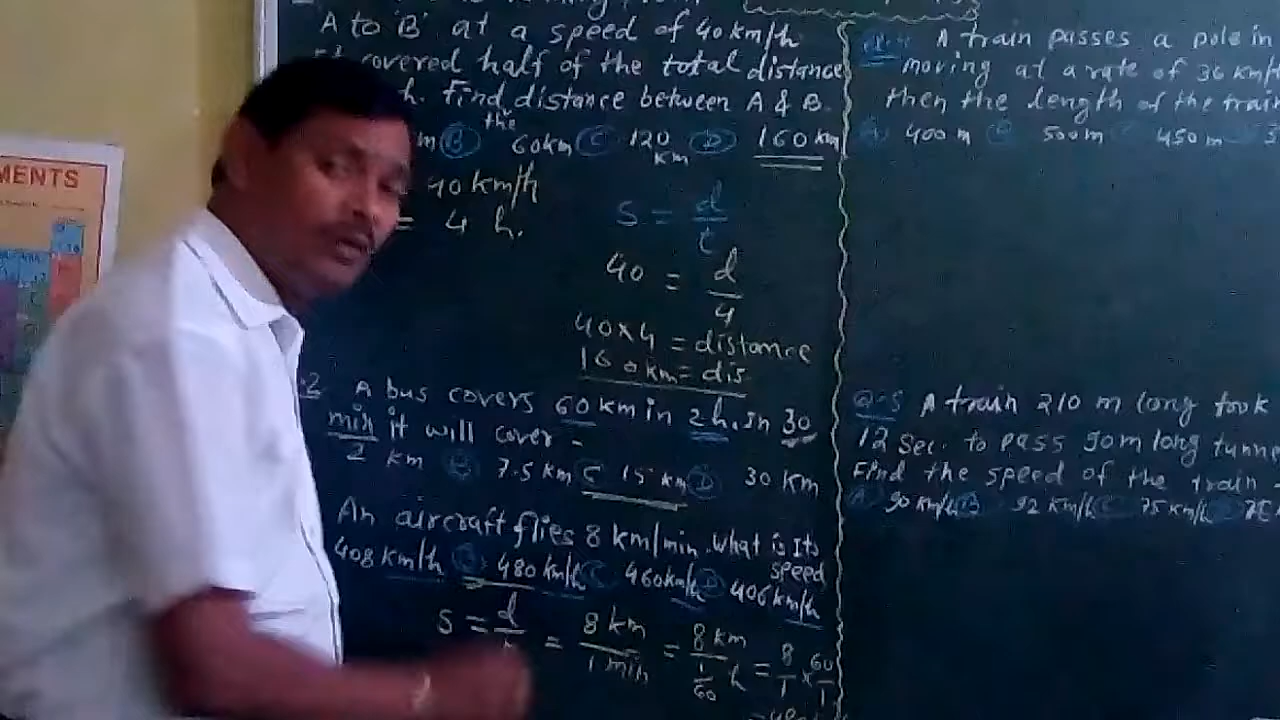 MENTS
A to 'B' at a speed of 40 km/h
covered half of the total distance
h. Find the distance between A & B.
m (B) 60km (C) 120 km (D) 160 km
40 km/h
= 4 h.
S = d/t
40 = d/4
40×4 = distance
160 km = dis
2 A bus covers 60 km in 2h. In 30
min it will cover -
2 km (B) 7.5 km (C) 15 km (D) 30 km
An aircraft flies 8 km/min. What is Its speed
408 km/h (B) 480 km/h (C) 460km/h (D) 406 km/h
S = d/t = 8 km/1 min = 8 km/(1/60 h) = 8/1 × 60/1
A train passes a pole in
moving at a rate of 36 km/h
then the length of the train
(A) 400 m (B) 500m (C) 450 m
Q.5 A train 210 m long took
12 Sec. to pass 90m long tunne
Find the speed of the train -
(A) 90 km/h (B) 92 km/h (C) 75 km/h (D)